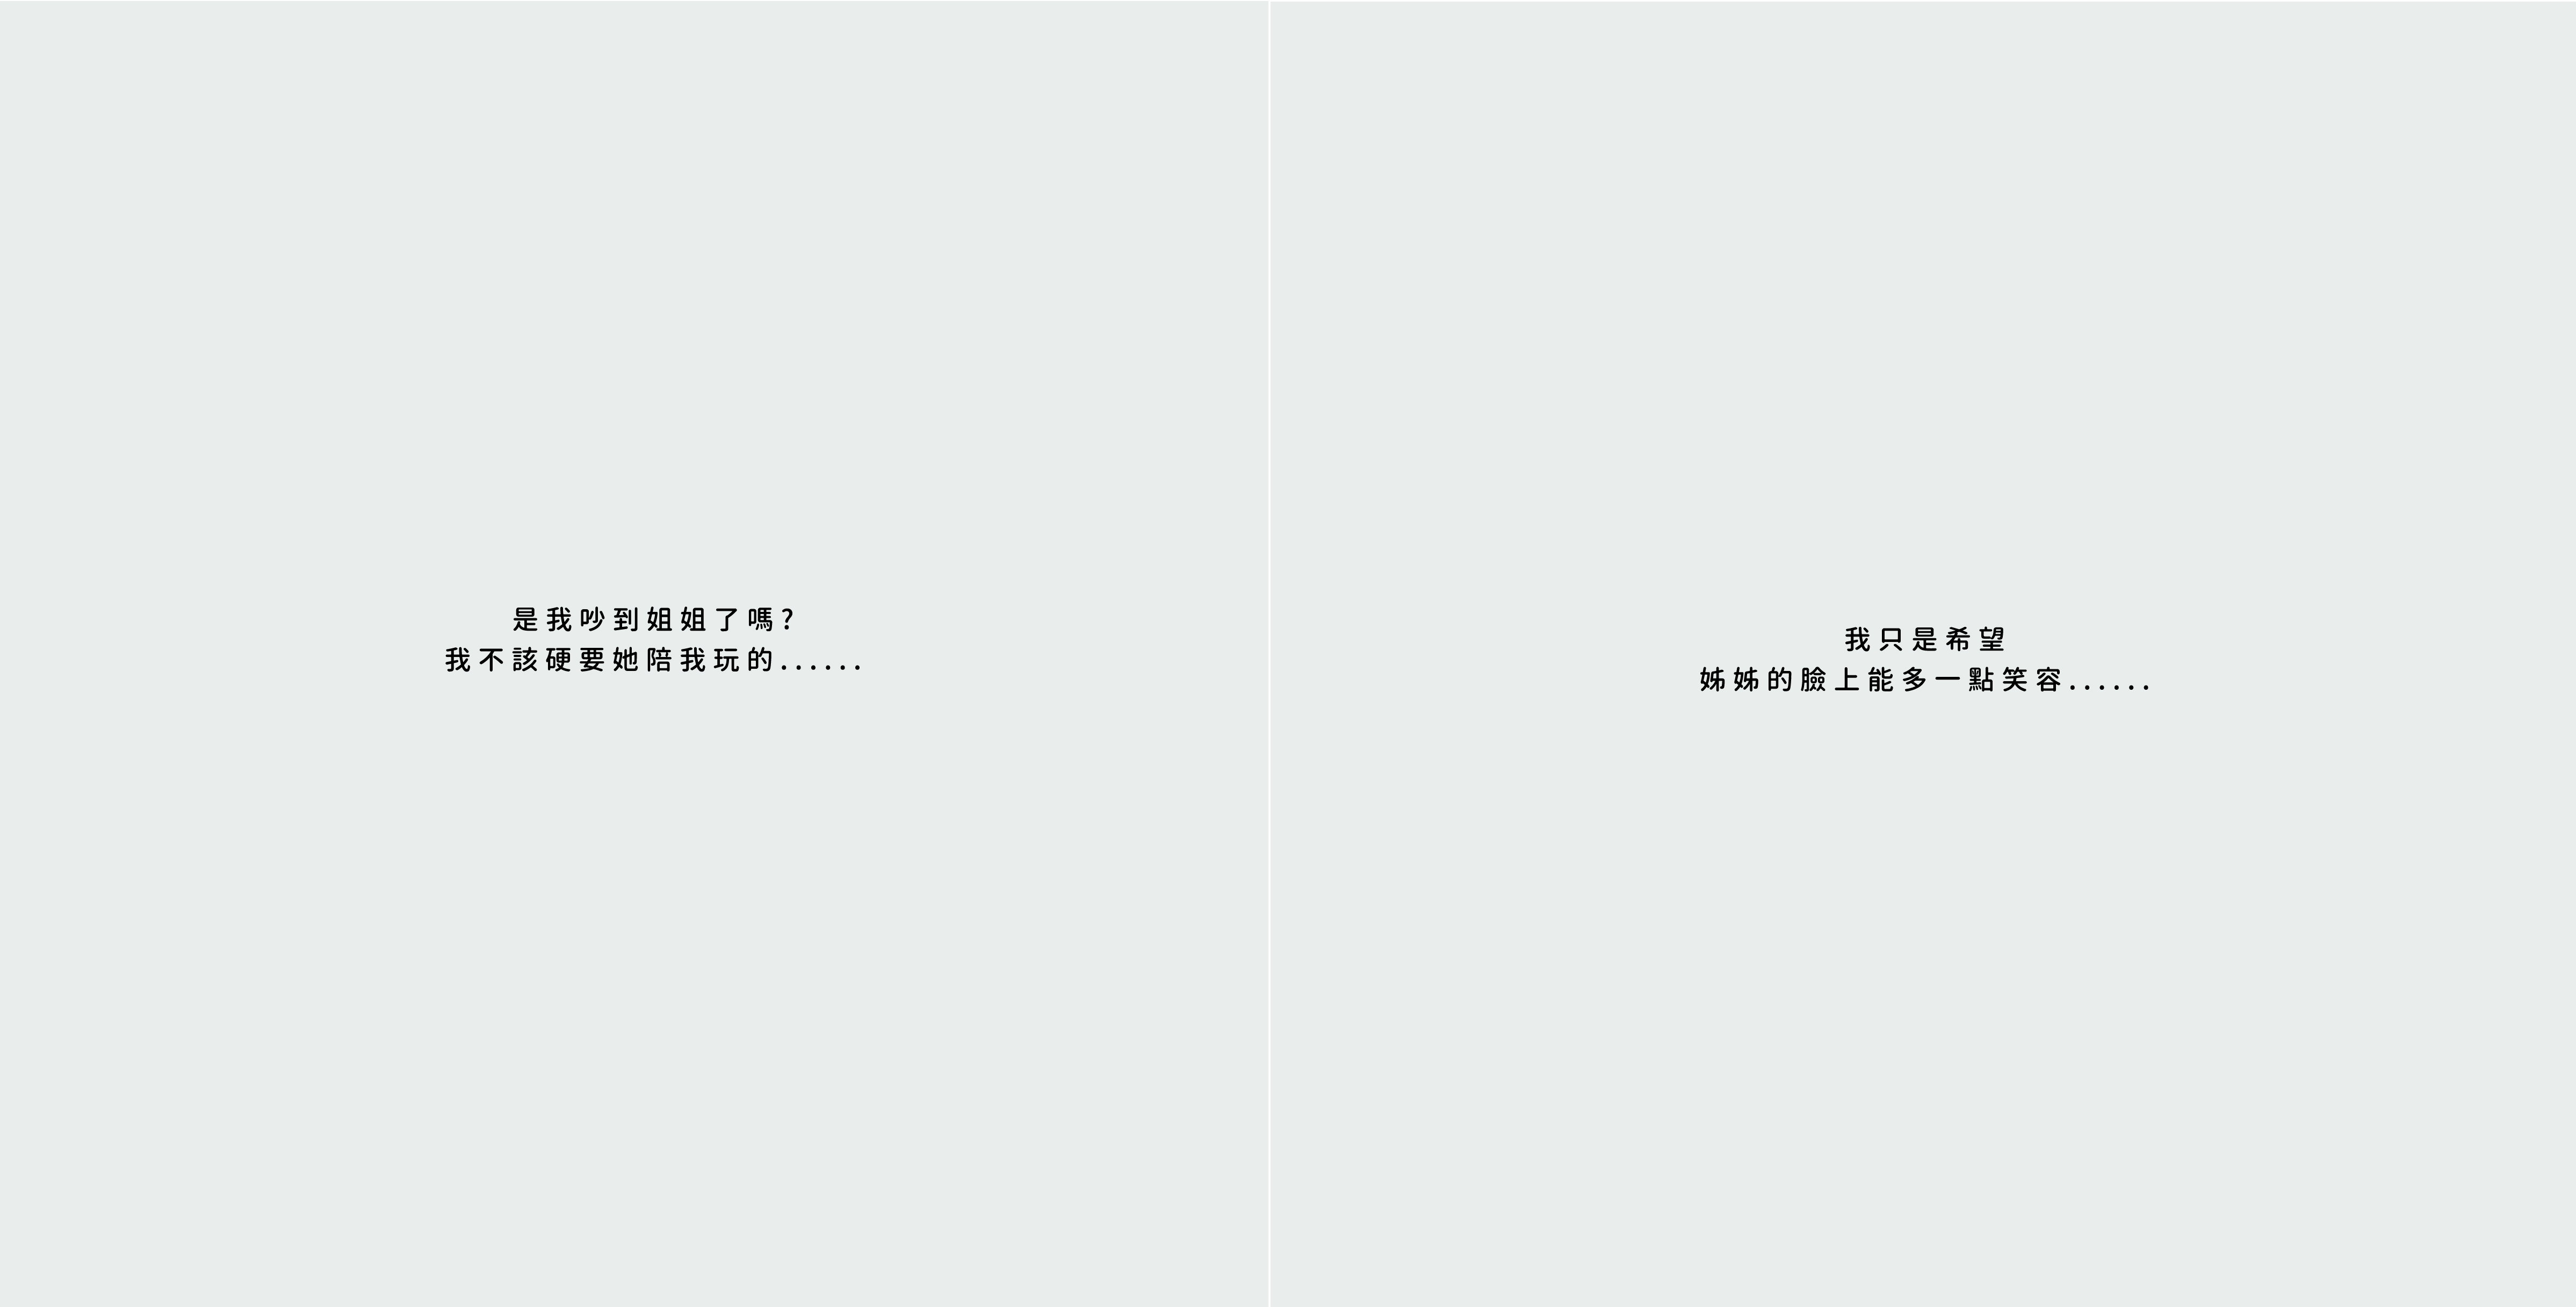 是我吵到姐姐了嗎?
我不該硬要她陪我玩的......
我只是希望
姊姊的臉上能多一點笑容......